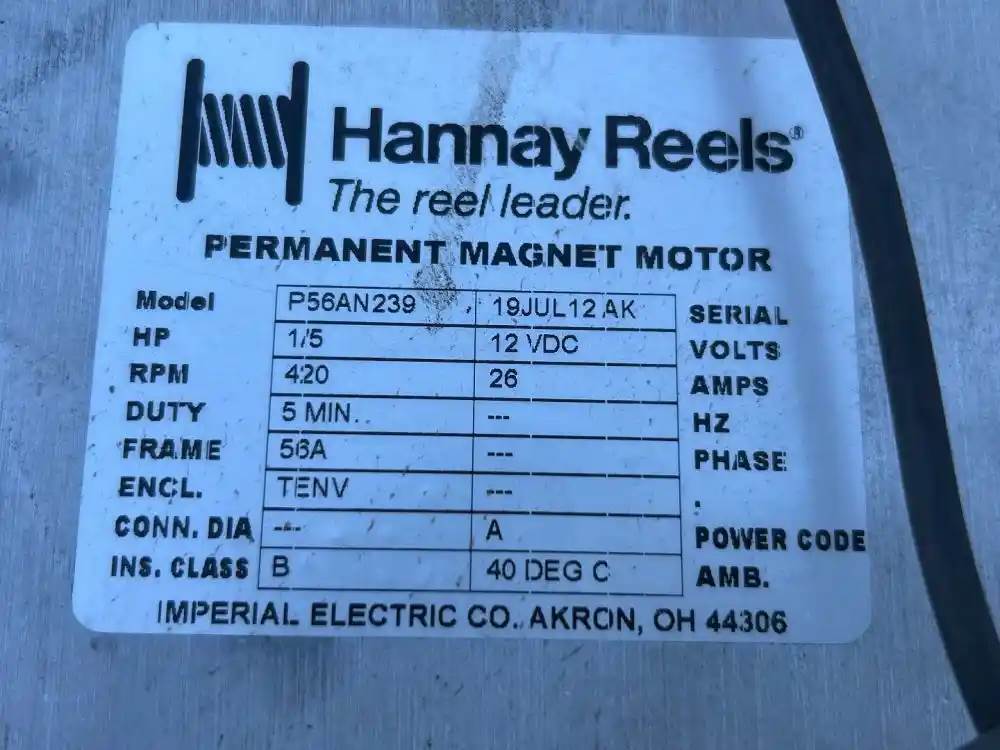 Hannay Reels®
The reel leader.
PERMANENT MAGNET MOTOR
Model P56AN239 19JUL12 AK SERIAL
HP 1/5 12 VDC VOLTS
RPM 420 26 AMPS
DUTY 5 MIN. --- HZ
FRAME 56A --- PHASE
ENCL. TENV --- .
CONN. DIA --- A POWER CODE
INS. CLASS B 40 DEG C AMB.
IMPERIAL ELECTRIC CO. AKRON, OH 44306